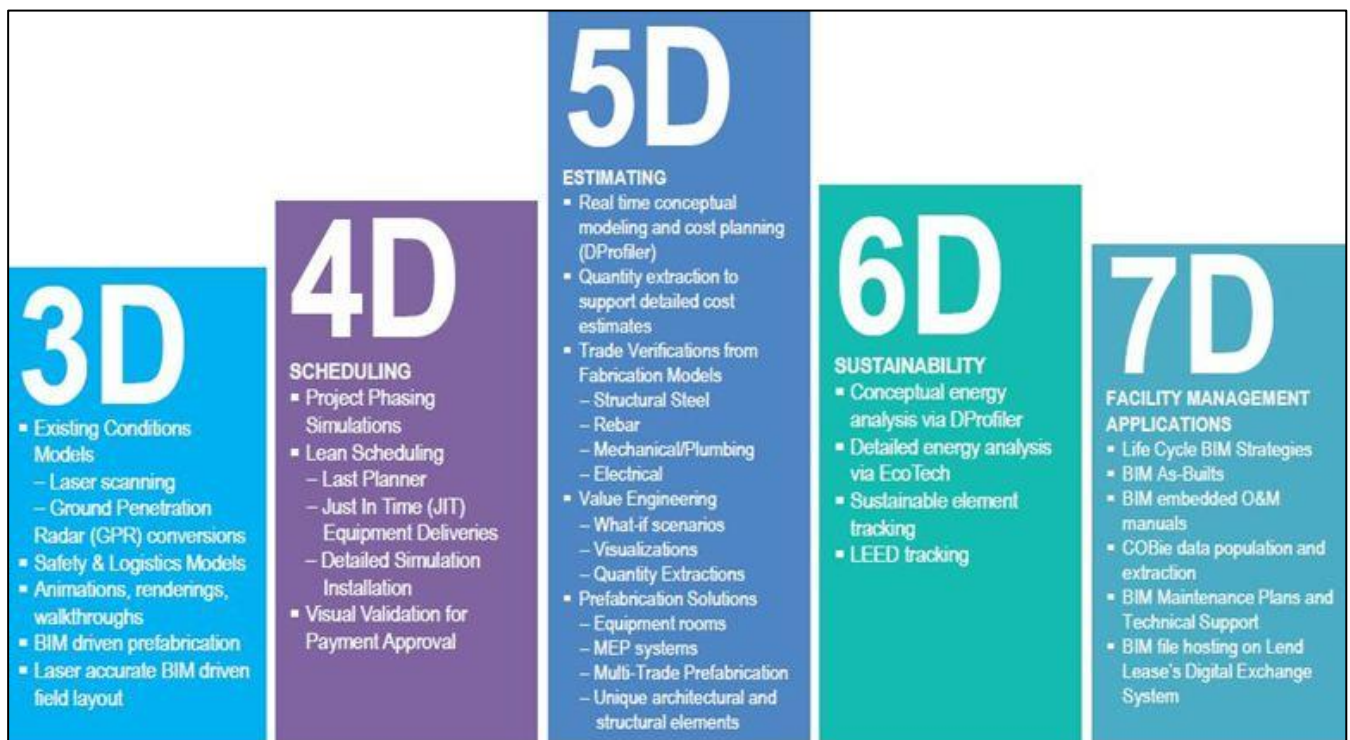 3D
▪ Existing Conditions
Models
– Laser scanning
– Ground Penetration
Radar (GPR) conversions
▪ Safety & Logistics Models
▪ Animations, renderings,
walkthroughs
▪ BIM driven prefabrication
▪ Laser accurate BIM driven
field layout
4D
SCHEDULING
▪ Project Phasing
Simulations
▪ Lean Scheduling
– Last Planner
– Just In Time (JIT)
Equipment Deliveries
– Detailed Simulation
Installation
▪ Visual Validation for
Payment Approval
5D
ESTIMATING
▪ Real time conceptual
modeling and cost planning
(DProfiler)
▪ Quantity extraction to
support detailed cost
estimates
▪ Trade Verifications from
Fabrication Models
– Structural Steel
– Rebar
– Mechanical/Plumbing
– Electrical
▪ Value Engineering
– What-if scenarios
– Visualizations
– Quantity Extractions
▪ Prefabrication Solutions
– Equipment rooms
– MEP systems
– Multi-Trade Prefabrication
– Unique architectural and
structural elements
6D
SUSTAINABILITY
▪ Conceptual energy
analysis via DProfiler
▪ Detailed energy analysis
via EcoTech
▪ Sustainable element
tracking
▪ LEED tracking
7D
FACILITY MANAGEMENT
APPLICATIONS
▪ Life Cycle BIM Strategies
▪ BIM As-Builts
▪ BIM embedded O&M
manuals
▪ COBie data population and
extraction
▪ BIM Maintenance Plans and
Technical Support
▪ BIM file hosting on Lend
Lease's Digital Exchange
System